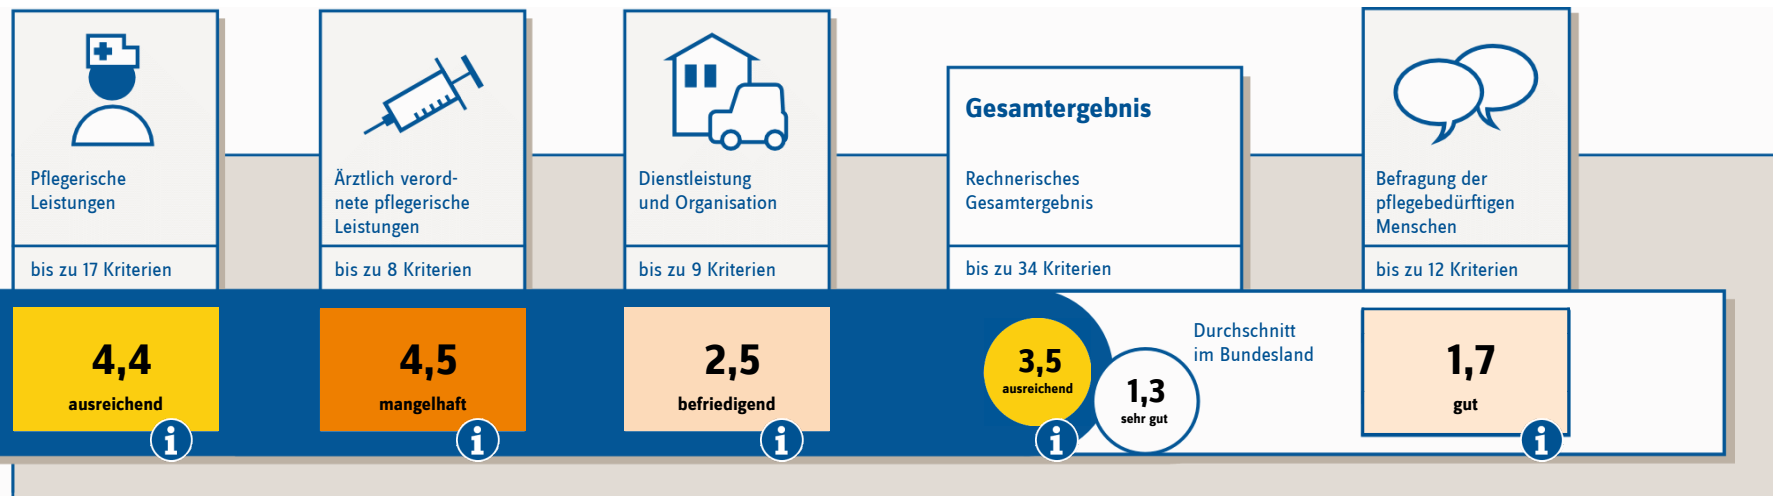 Pflegerische
Leistungen
bis zu 17 Kriterien
4,4
ausreichend
i
Ärztlich verord-
nete pflegerische
Leistungen
bis zu 8 Kriterien
4,5
mangelhaft
i
Dienstleistung
und Organisation
bis zu 9 Kriterien
2,5
befriedigend
i
Gesamtergebnis
Rechnerisches
Gesamtergebnis
bis zu 34 Kriterien
3,5
ausreichend
i
Durchschnitt
im Bundesland
1,3
sehr gut
Befragung der
pflegebedürftigen
Menschen
bis zu 12 Kriterien
1,7
gut
i